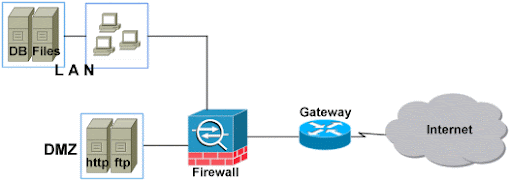 DB Files
L A N
Gateway
Internet
DMZ
http ftp
Firewall